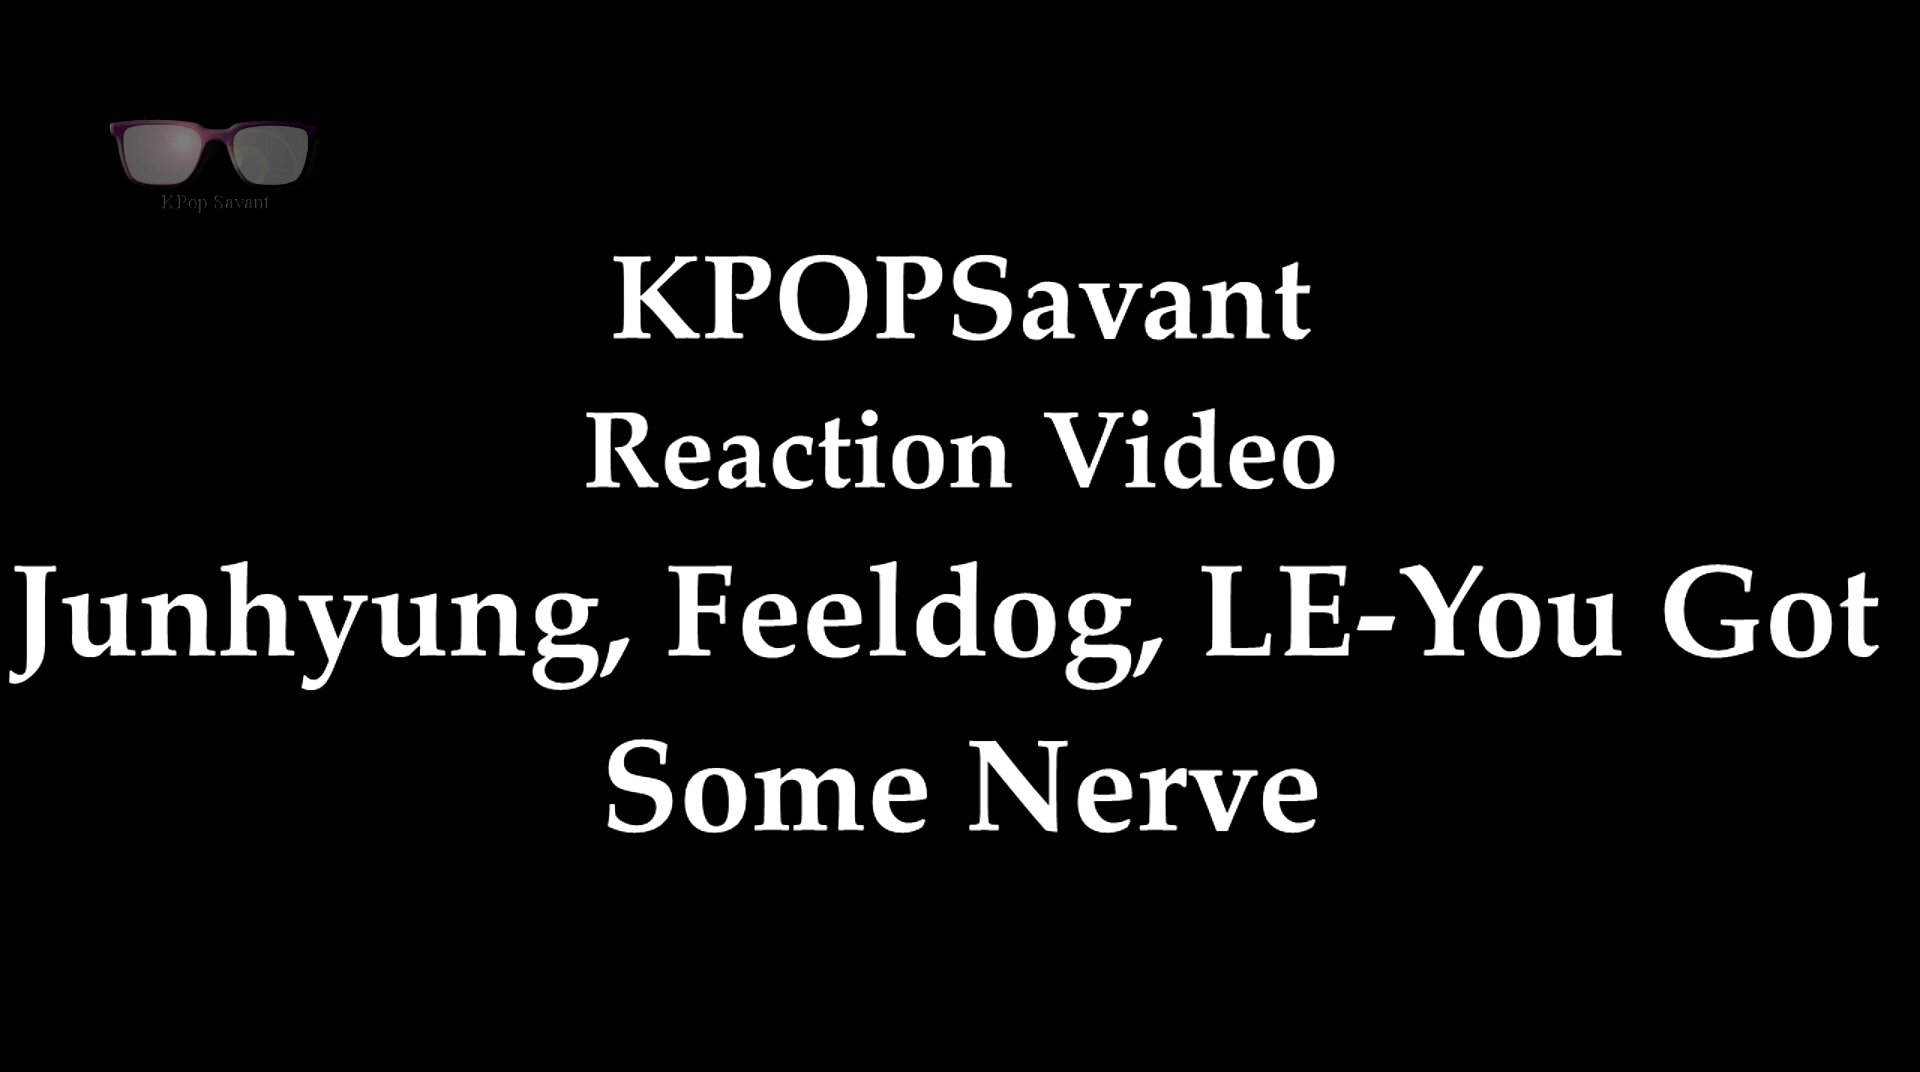 KPop Savant
KPOPSavant
Reaction Video
Junhyung, Feeldog, LE-You Got
Some Nerve